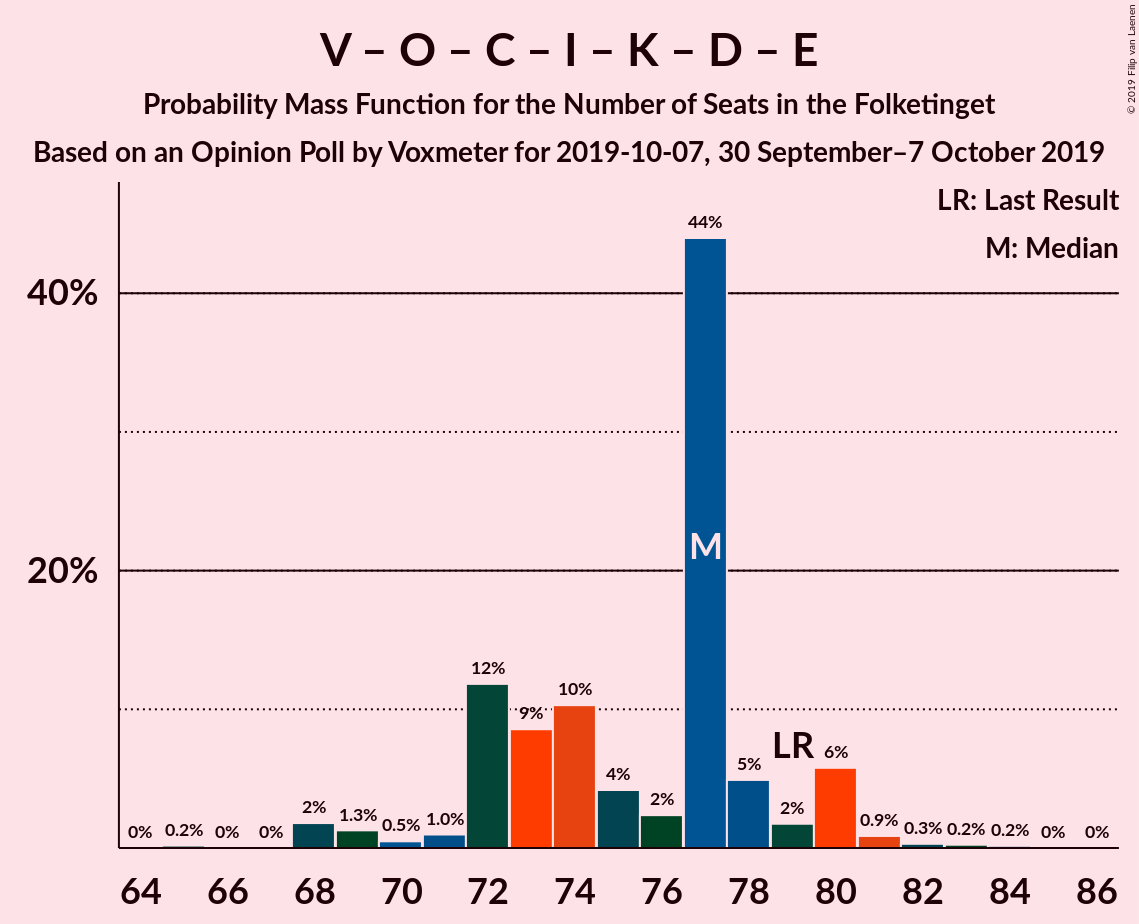 V – O – C – I – K – D – E
Probability Mass Function for the Number of Seats in the Folketinget
Based on an Opinion Poll by Voxmeter for 2019-10-07, 30 September–7 October 2019
© 2019 Filip van Laenen
LR: Last Result
M: Median
40%
20%
0% 0.2% 0% 0% 2% 1.3% 0.5% 1.0% 12% 9% 10% 4% 2% 44% 5% 2% 6% 0.9% 0.3% 0.2% 0.2% 0% 0%
M
LR
64 66 68 70 72 74 76 78 80 82 84 86